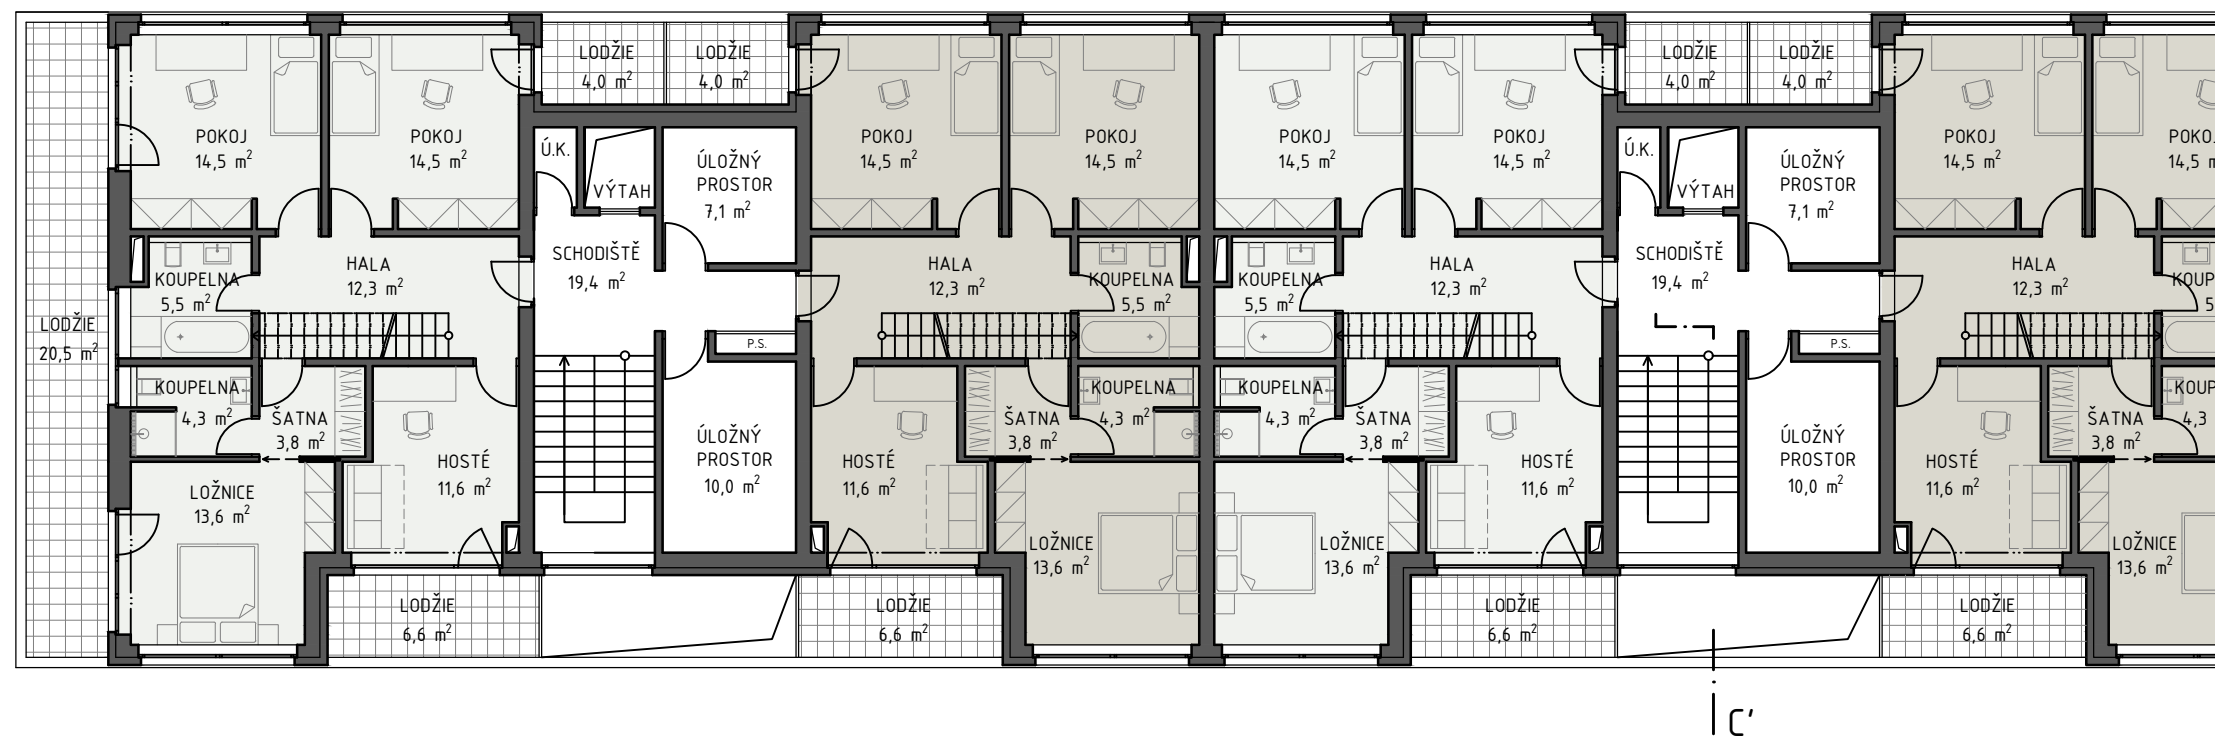 LODŽIE
4,0 m²
LODŽIE
4,0 m²
LODŽIE
4,0 m²
LODŽIE
4,0 m²
POKOJ
14,5 m²
POKOJ
14,5 m²
Ú.K.
VÝTAH
ÚLOŽNÝ
PROSTOR
7,1 m²
POKOJ
14,5 m²
POKOJ
14,5 m²
POKOJ
14,5 m²
POKOJ
14,5 m²
Ú.K.
VÝTAH
ÚLOŽNÝ
PROSTOR
7,1 m²
POKOJ
14,5 m²
POKO
14,5 m
KOUPELNA
5,5 m²
HALA
12,3 m²
SCHODIŠTĚ
19,4 m²
HALA
12,3 m²
KOUPELNA
5,5 m²
KOUPELNA
5,5 m²
HALA
12,3 m²
SCHODIŠTĚ
19,4 m²
HALA
12,3 m²
KOUP
5
LODŽIE
20,5 m²
P.S.
P.S.
KOUPELNA
4,3 m²
ŠATNA
3,8 m²
HOSTÉ
11,6 m²
ÚLOŽNÝ
PROSTOR
10,0 m²
HOSTÉ
11,6 m²
ŠATNA
3,8 m²
KOUPELNA
4,3 m²
KOUPELNA
4,3 m²
ŠATNA
3,8 m²
HOSTÉ
11,6 m²
ÚLOŽNÝ
PROSTOR
10,0 m²
HOSTÉ
11,6 m²
ŠATNA
3,8 m²
KOUP
4,3
LOŽNICE
13,6 m²
LOŽNICE
13,6 m²
LOŽNICE
13,6 m²
LOŽNICE
13,6 m²
LODŽIE
6,6 m²
LODŽIE
6,6 m²
LODŽIE
6,6 m²
LODŽIE
6,6 m²
C'